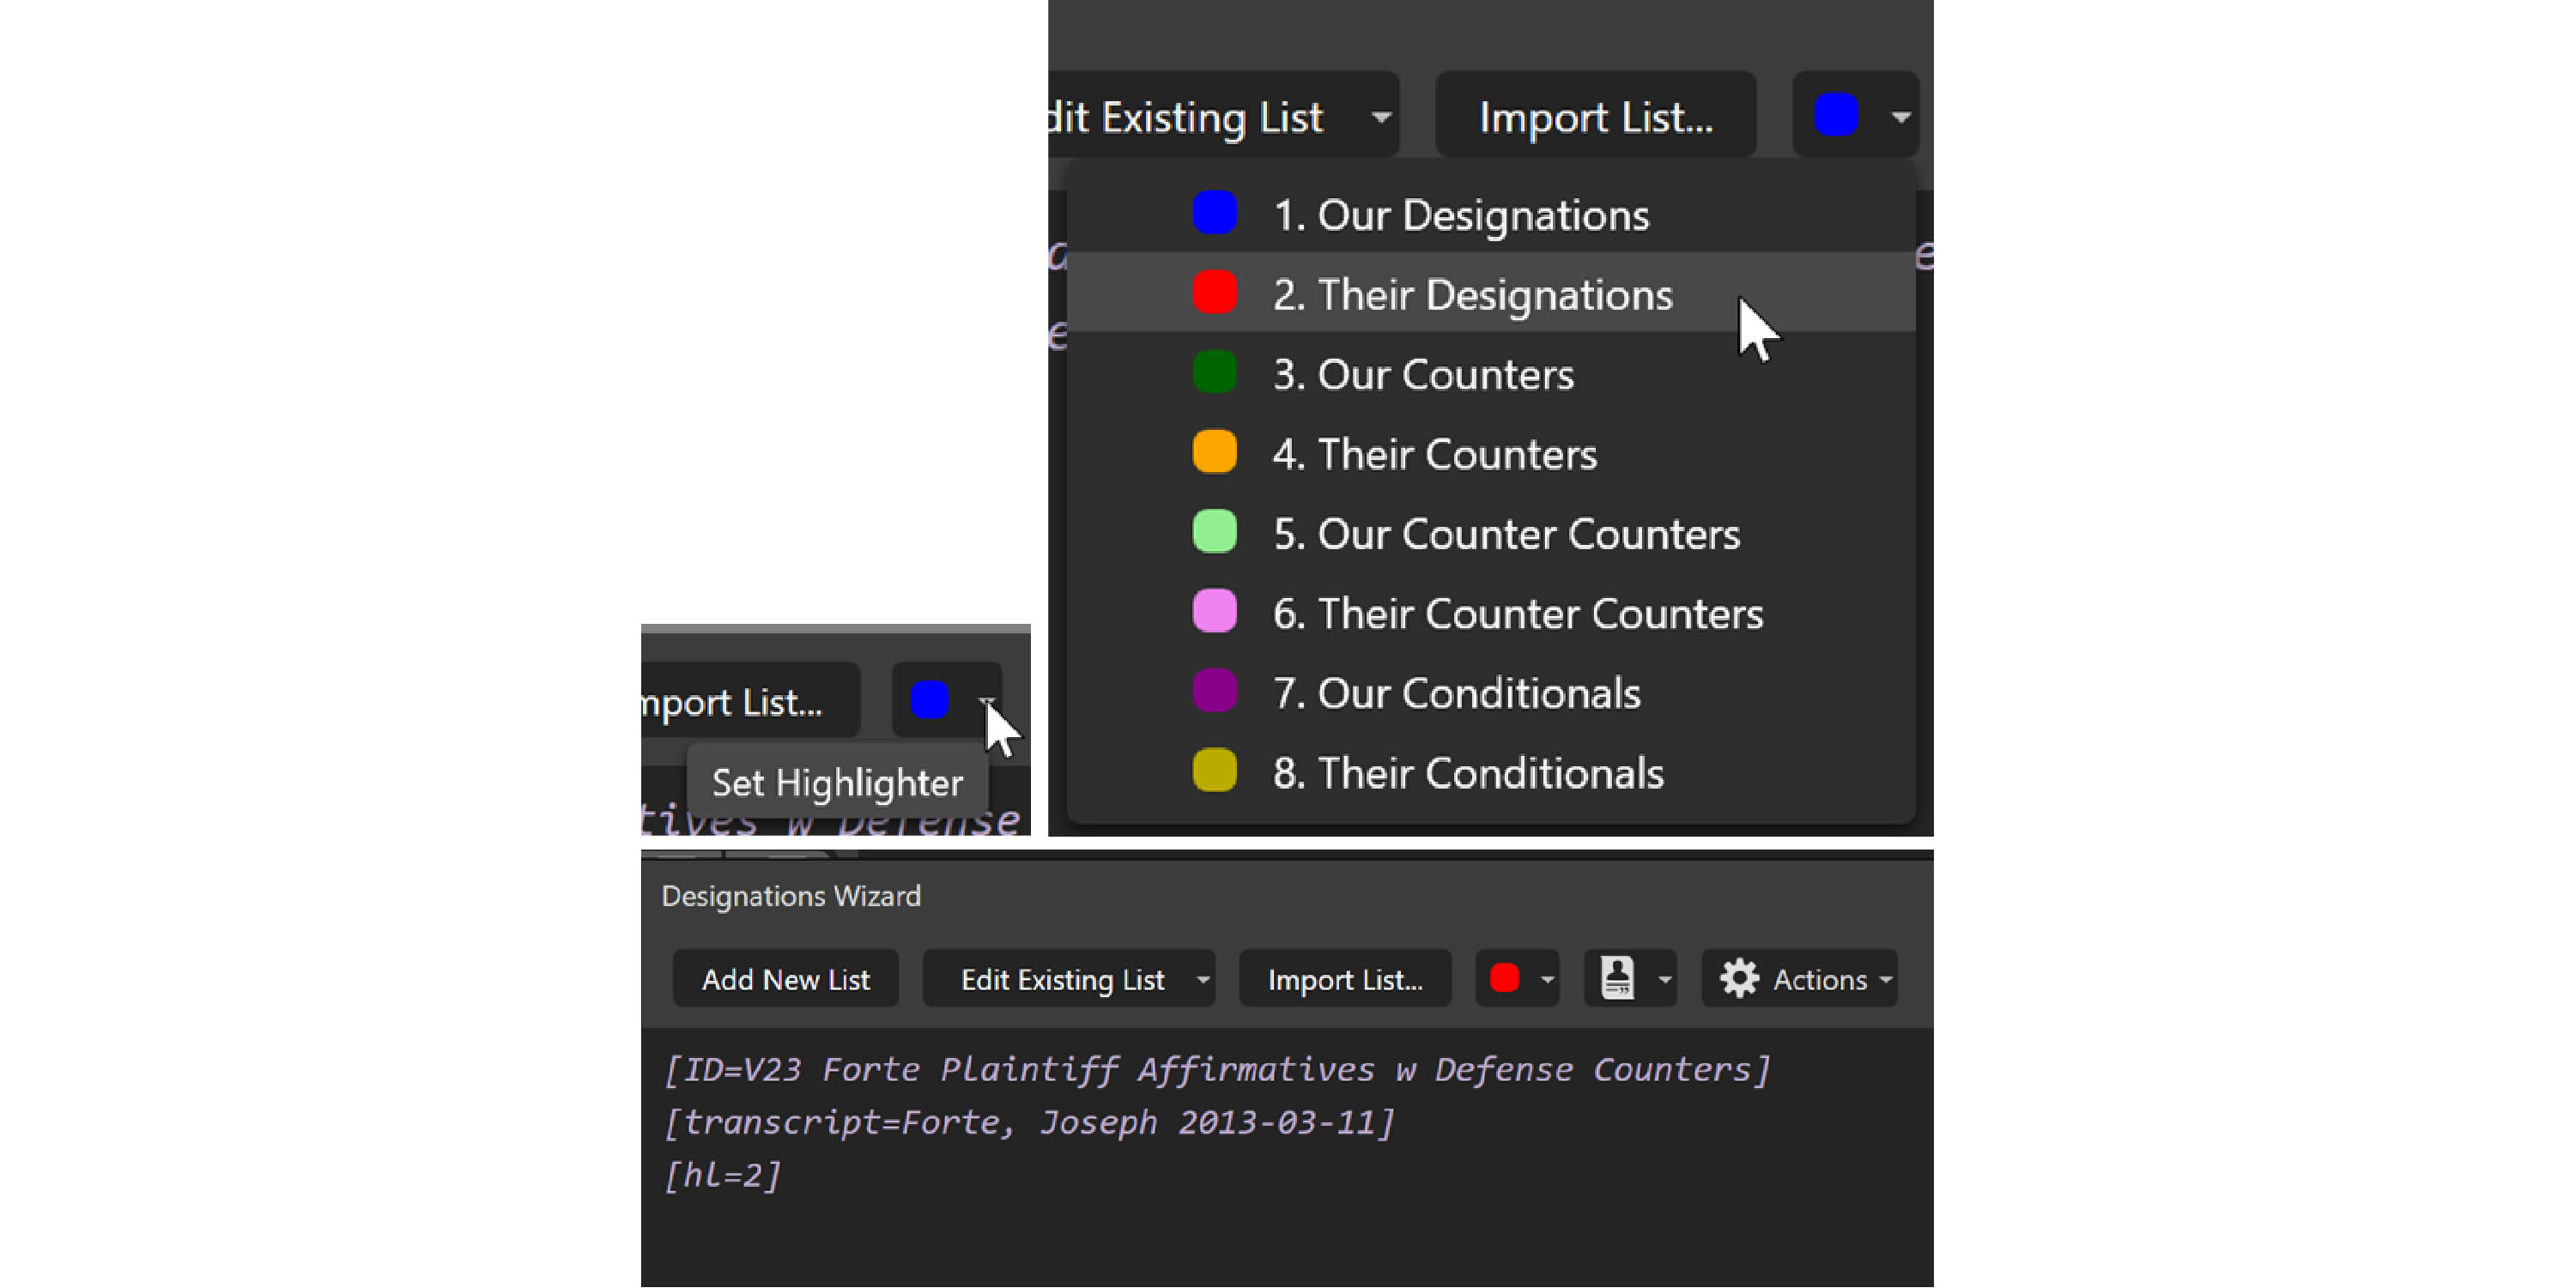 dit Existing List
Import List...
1. Our Designations
2. Their Designations
3. Our Counters
4. Their Counters
5. Our Counter Counters
6. Their Counter Counters
7. Our Conditionals
8. Their Conditionals
mport List...
Set Highlighter
tives w Defense
Designations Wizard
Add New List
Edit Existing List
Import List...
Actions
[ID=V23 Forte Plaintiff Affirmatives w Defense Counters]
[transcript=Forte, Joseph 2013-03-11]
[hl=2]